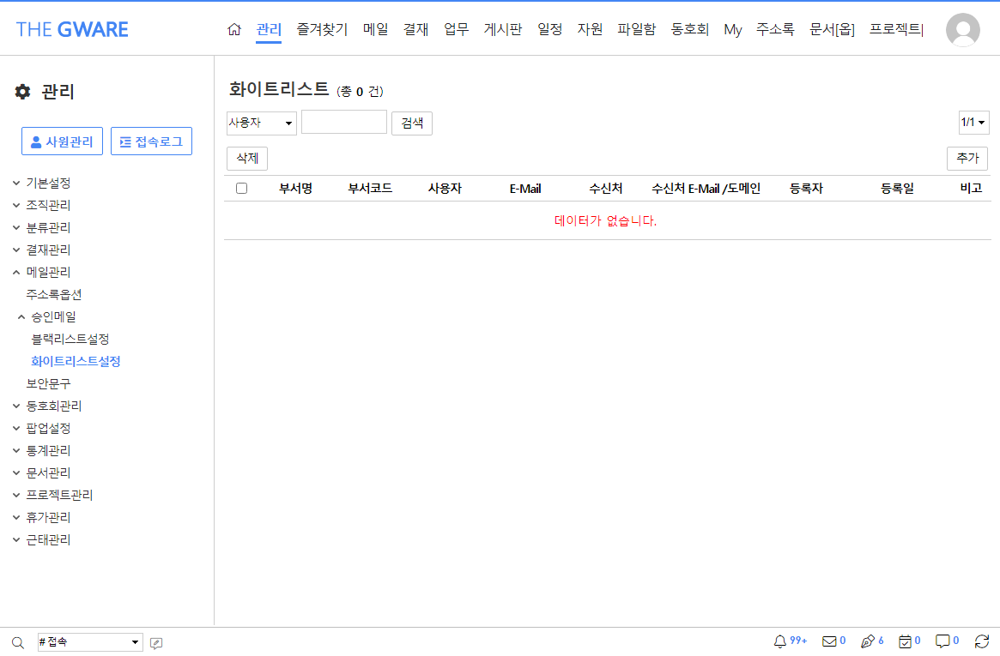 THE GWARE
관리 즐겨찾기 메일 결재 업무 게시판 일정 자원 파일함 동호회 My 주소록 문서[옵] 프로젝트|
관리
사원관리 접속로그
기본설정
조직관리
분류관리
결재관리
메일관리
주소록옵션
승인메일
블랙리스트설정
화이트리스트설정
보안문구
동호회관리
팝업설정
통계관리
문서관리
프로젝트관리
휴가관리
근태관리
화이트리스트 (총 0 건)
사용자 검색 1/1
삭제 추가
부서명 부서코드 사용자 E-Mail 수신처 수신처 E-Mail /도메인 등록자 등록일 비고
데이터가 없습니다.
# 접속 99+ 0 6 0 0